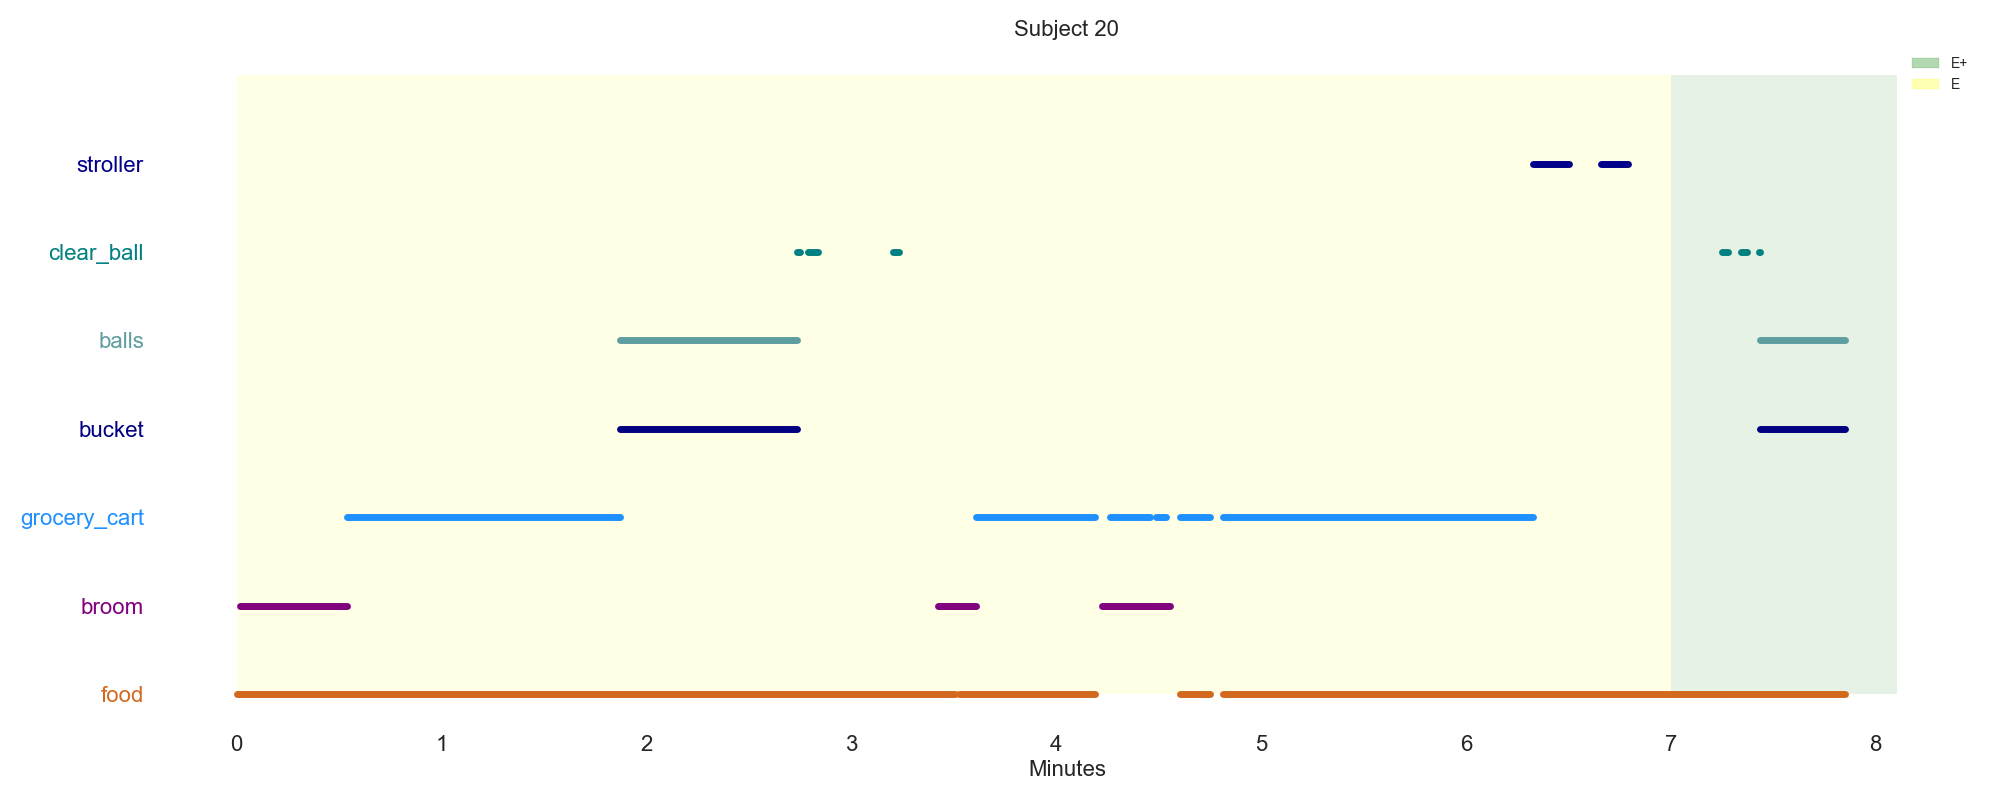 Subject 20
E+
E
stroller
clear_ball
balls
bucket
grocery_cart
broom
food
0 1 2 3 4 5 6 7 8
Minutes